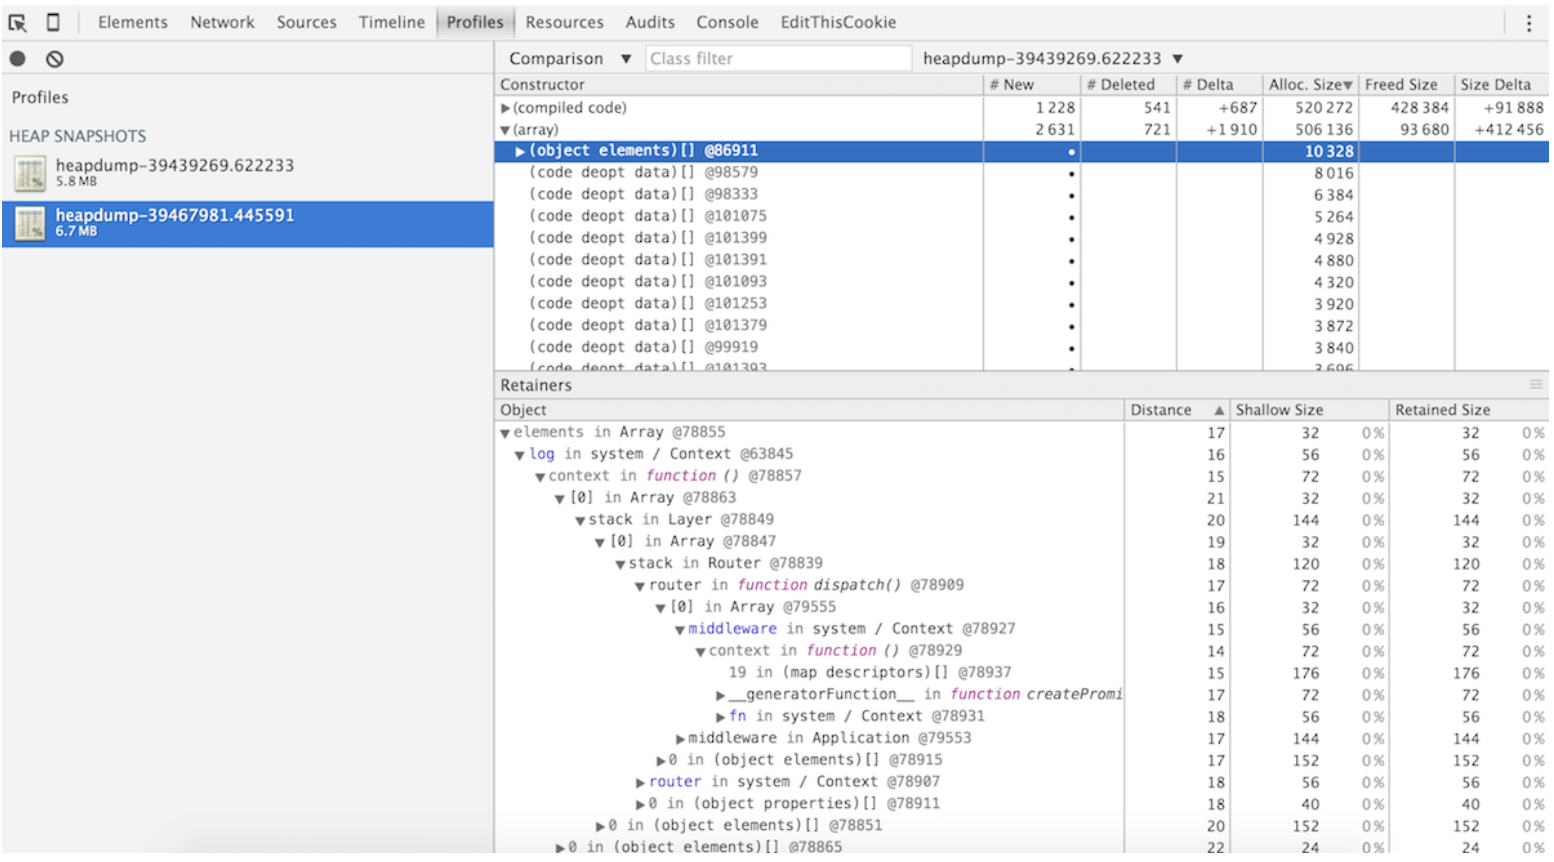 Elements Network Sources Timeline Profiles Resources Audits Console EditThisCookie
Comparison ▼ Class filter heapdump-39439269.622233 ▼
Profiles
HEAP SNAPSHOTS
heapdump-39439269.622233
5.8 MB
heapdump-39467981.445591
6.7 MB
Constructor # New # Deleted # Delta Alloc. Size▼ Freed Size Size Delta
▶(compiled code) 1 228 541 +687 520 272 428 384 +91 888
▼(array) 2 631 721 +1 910 506 136 93 680 +412 456
▶(object elements)[] @86911 • 10 328
(code deopt data)[] @98579 • 8 016
(code deopt data)[] @98333 • 6 384
(code deopt data)[] @101075 • 5 264
(code deopt data)[] @101399 • 4 928
(code deopt data)[] @101391 • 4 880
(code deopt data)[] @101093 • 4 320
(code deopt data)[] @101253 • 3 920
(code deopt data)[] @101379 • 3 872
(code deopt data)[] @99919 • 3 840
(code deopt data)[] @101393 • 3 696
Retainers
Object Distance ▲ Shallow Size Retained Size
▼elements in Array @78855 17 32 0% 32 0%
▼log in system / Context @63845 16 56 0% 56 0%
▼context in function () @78857 15 72 0% 72 0%
▼[0] in Array @78863 21 32 0% 32 0%
▼stack in Layer @78849 20 144 0% 144 0%
▼[0] in Array @78847 19 32 0% 32 0%
▼stack in Router @78839 18 120 0% 120 0%
▼router in function dispatch() @78909 17 72 0% 72 0%
▼[0] in Array @79555 16 32 0% 32 0%
▼middleware in system / Context @78927 15 56 0% 56 0%
▼context in function () @78929 14 72 0% 72 0%
19 in (map descriptors)[] @78937 15 176 0% 176 0%
▶__generatorFunction__ in function createPromi 17 72 0% 72 0%
▶fn in system / Context @78931 18 56 0% 56 0%
▶middleware in Application @79553 17 144 0% 144 0%
▶0 in (object elements)[] @78915 17 152 0% 152 0%
▶router in system / Context @78907 18 56 0% 56 0%
▶0 in (object properties)[] @78911 18 40 0% 40 0%
▶0 in (object elements)[] @78851 20 152 0% 152 0%
▶0 in (object elements)[] @78865 22 24 0% 24 0%